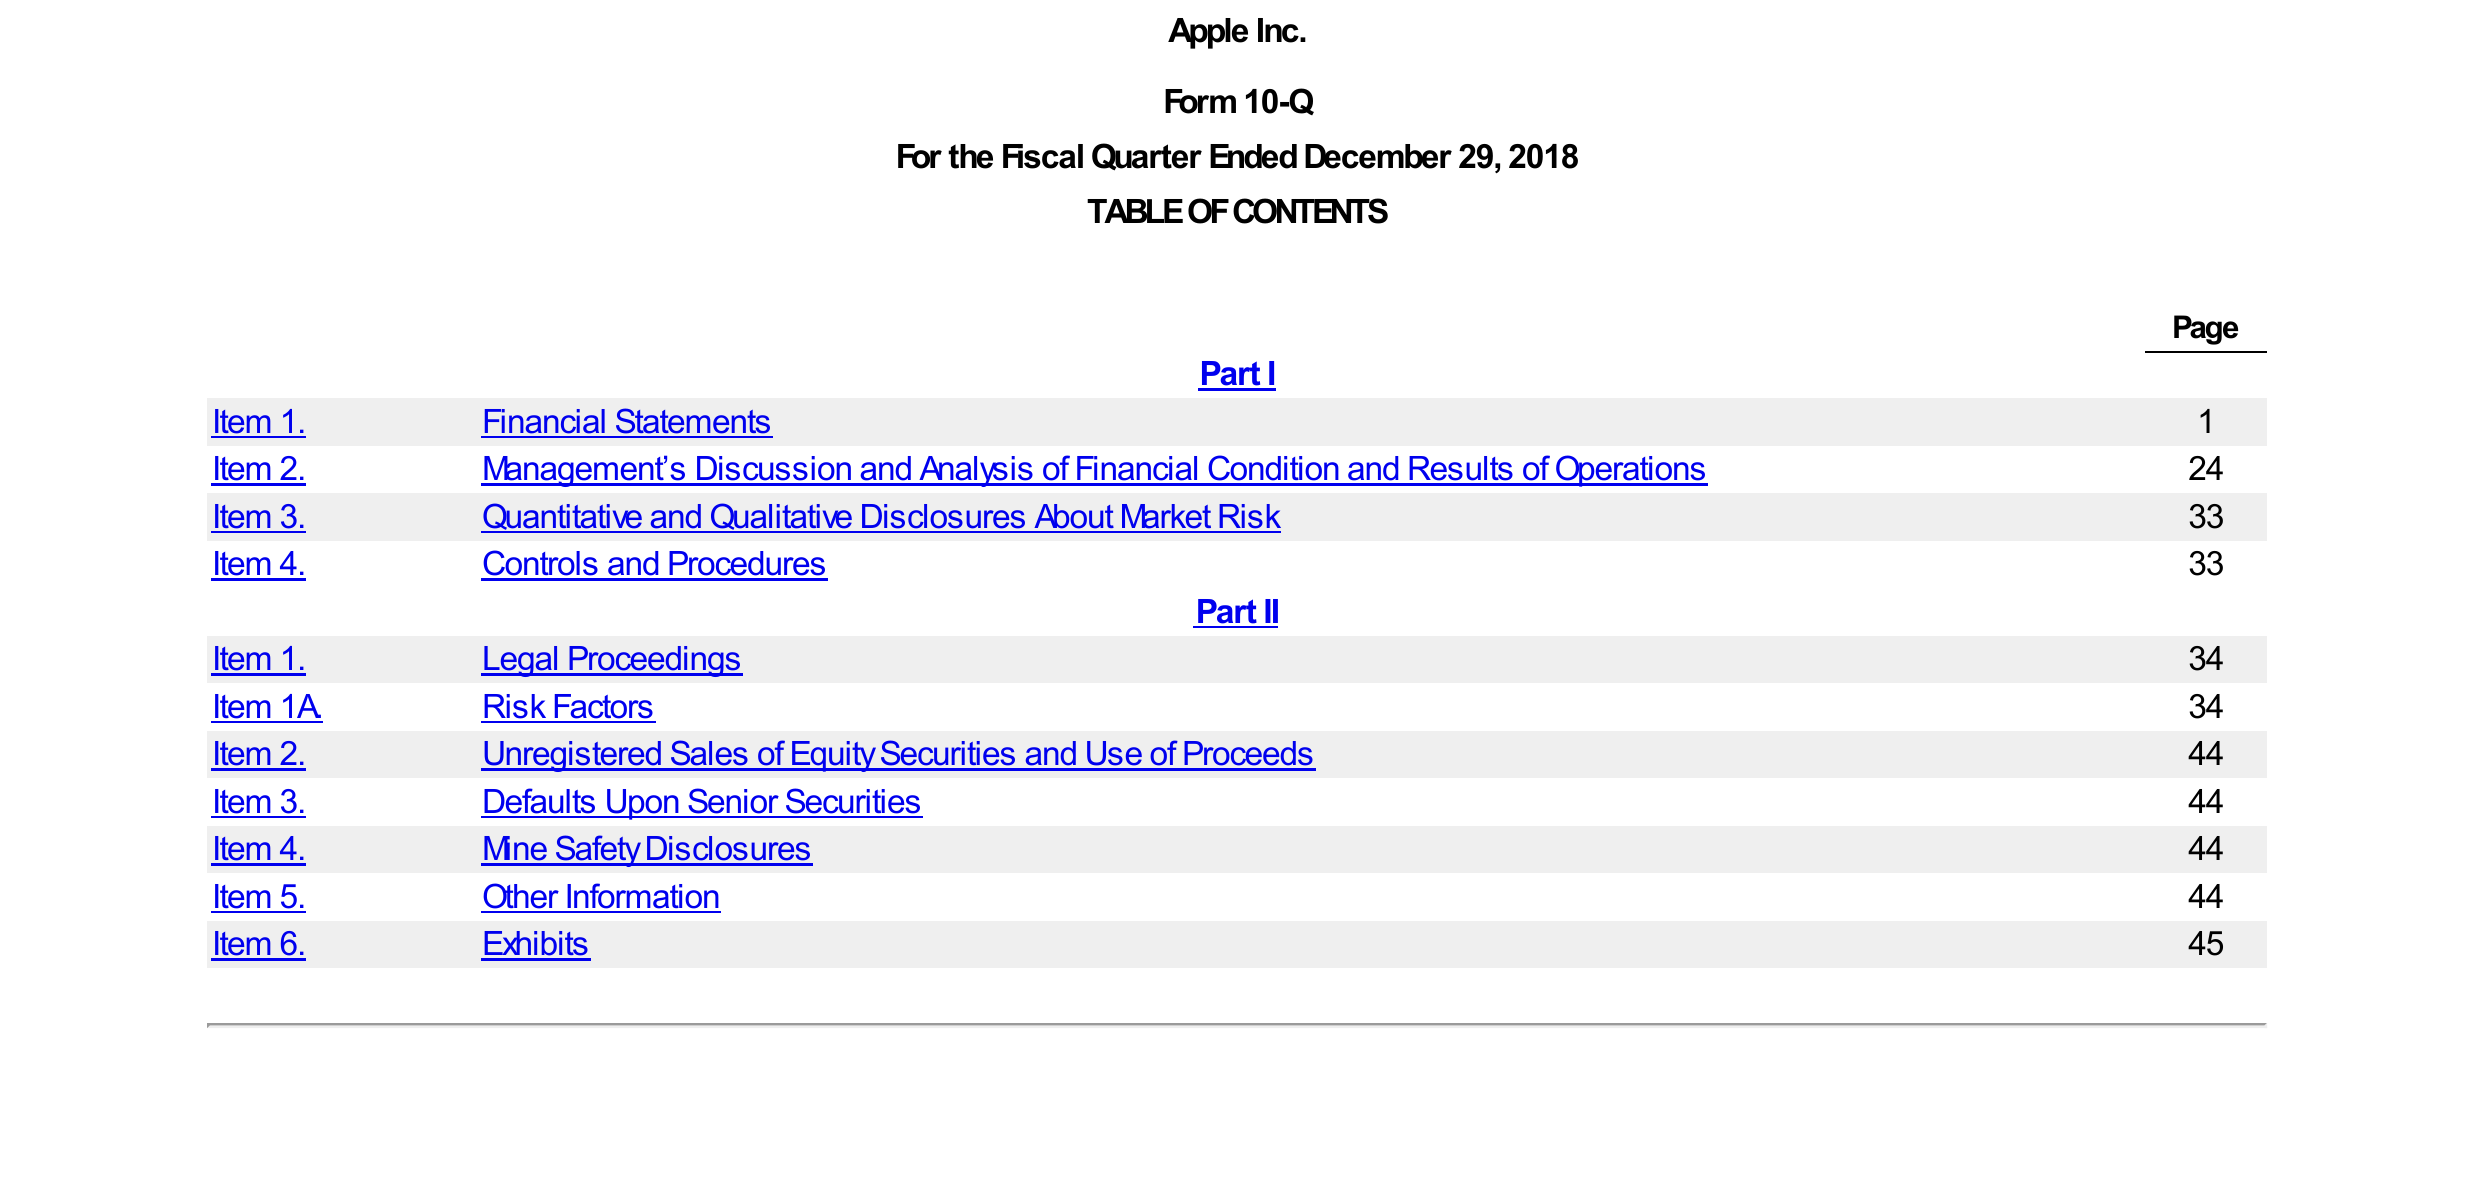 Apple Inc.
Form 10-Q
For the Fiscal Quarter Ended December 29, 2018
TABLE OF CONTENTS
Page
Part I
Item 1. Financial Statements 1
Item 2. Management’s Discussion and Analysis of Financial Condition and Results of Operations 24
Item 3. Quantitative and Qualitative Disclosures About Market Risk 33
Item 4. Controls and Procedures 33
Part II
Item 1. Legal Proceedings 34
Item 1A. Risk Factors 34
Item 2. Unregistered Sales of Equity Securities and Use of Proceeds 44
Item 3. Defaults Upon Senior Securities 44
Item 4. Mine Safety Disclosures 44
Item 5. Other Information 44
Item 6. Exhibits 45